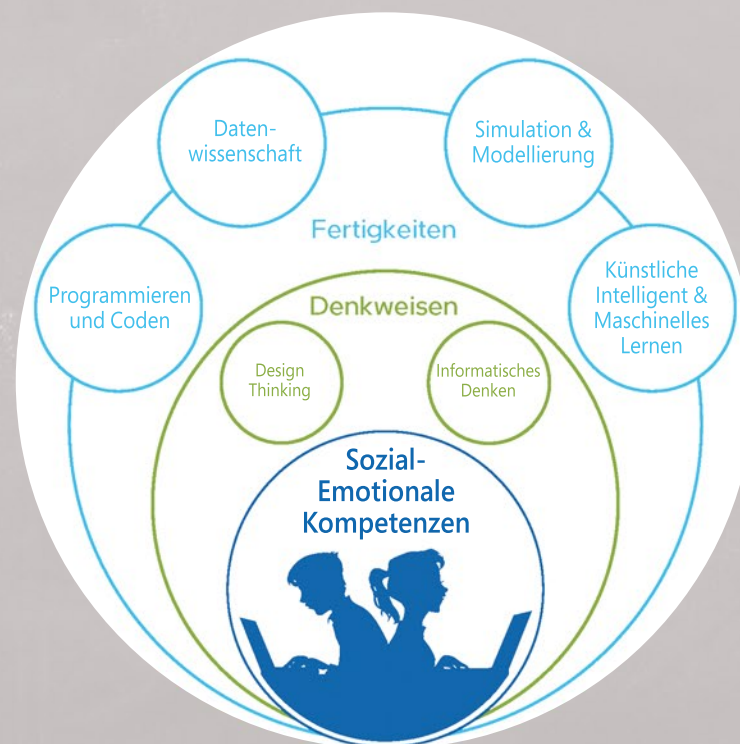 Daten-
wissenschaft
Simulation &
Modellierung
Fertigkeiten
Programmieren
und Coden
Künstliche
Intelligent &
Maschinelles
Lernen
Denkweisen
Design
Thinking
Informatisches
Denken
Sozial-
Emotionale
Kompetenzen